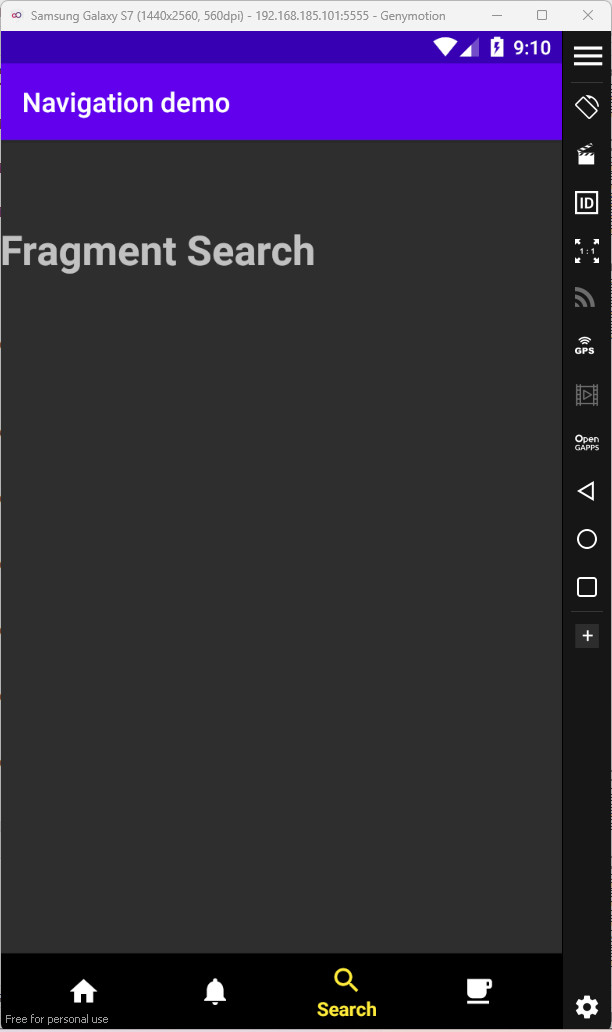 Samsung Galaxy S7 (1440x2560, 560dpi) - 192.168.185.101:5555 - Genymotion
9:10
Navigation demo
ID
Fragment Search
1 : 1
GPS
Open
GAPPS
Search
Free for personal use